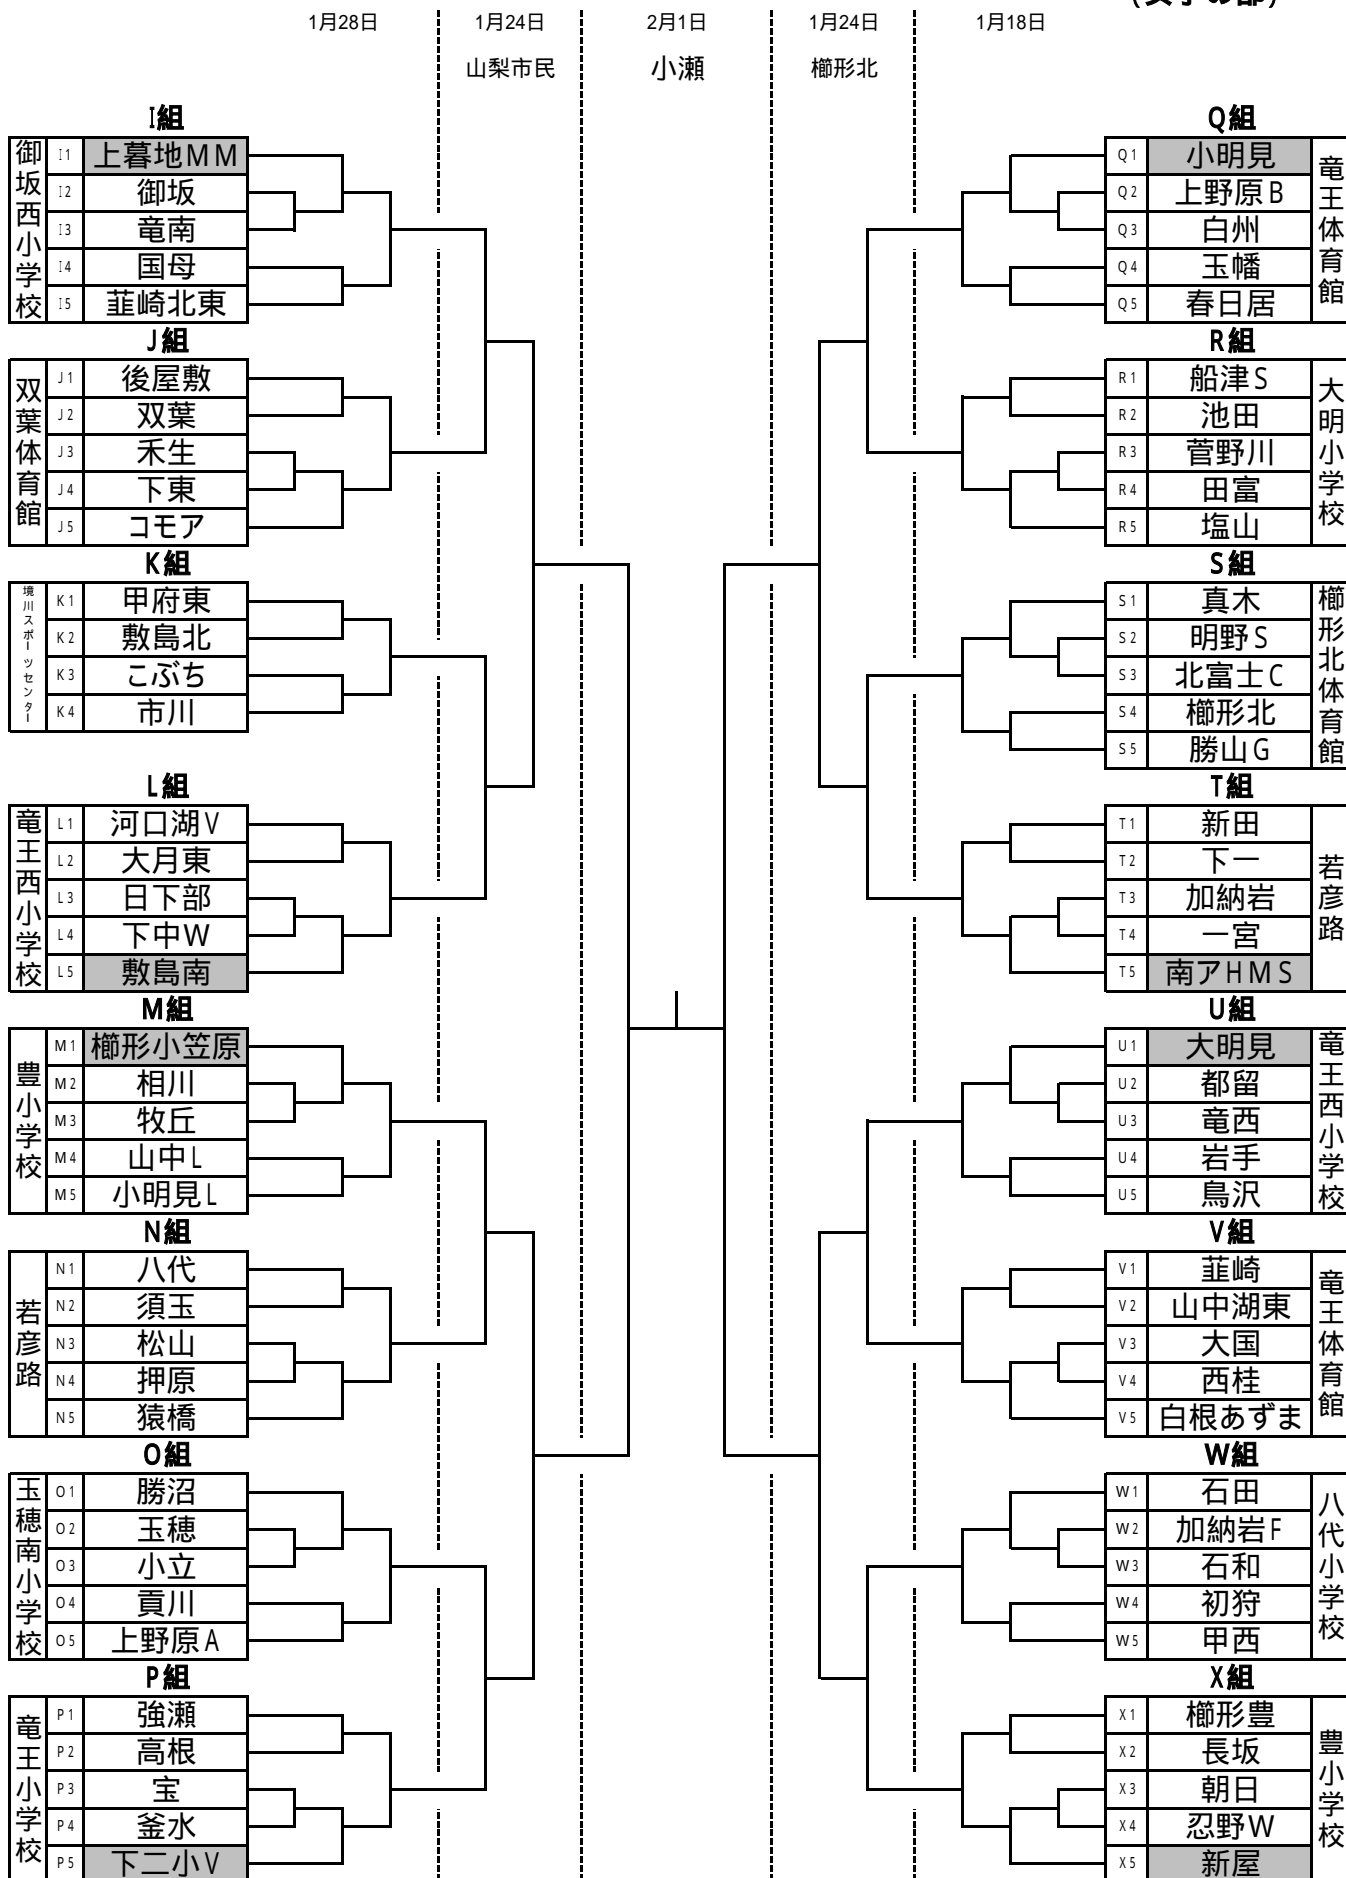 (女子の部)
1月28日 1月24日 2月1日 1月24日 1月18日
山梨市民 小瀬 櫛形北
I組
御坂西小学校
I1 上暮地MM
I2 御坂
I3 竜南
I4 国母
I5 韮崎北東
J組
双葉体育館
J1 後屋敷
J2 双葉
J3 禾生
J4 下東
J5 コモア
K組
境川スポーツセンター
K1 甲府東
K2 敷島北
K3 こぶち
K4 市川
L組
竜王西小学校
L1 河口湖V
L2 大月東
L3 日下部
L4 下中W
L5 敷島南
M組
豊小学校
M1 櫛形小笠原
M2 相川
M3 牧丘
M4 山中L
M5 小明見L
N組
若彦路
N1 八代
N2 須玉
N3 松山
N4 押原
N5 猿橋
O組
玉穂南小学校
O1 勝沼
O2 玉穂
O3 小立
O4 貢川
O5 上野原A
P組
竜王小学校
P1 強瀬
P2 高根
P3 宝
P4 釜水
P5 下二小V
Q組
竜王体育館
Q1 小明見
Q2 上野原B
Q3 白州
Q4 玉幡
Q5 春日居
R組
大明小学校
R1 船津S
R2 池田
R3 菅野川
R4 田富
R5 塩山
S組
櫛形北体育館
S1 真木
S2 明野S
S3 北富士C
S4 櫛形北
S5 勝山G
T組
若彦路
T1 新田
T2 下一
T3 加納岩
T4 一宮
T5 南アHMS
U組
竜王西小学校
U1 大明見
U2 都留
U3 竜西
U4 岩手
U5 鳥沢
V組
竜王体育館
V1 韮崎
V2 山中湖東
V3 大国
V4 西桂
V5 白根あずま
W組
八代小学校
W1 石田
W2 加納岩F
W3 石和
W4 初狩
W5 甲西
X組
豊小学校
X1 櫛形豊
X2 長坂
X3 朝日
X4 忍野W
X5 新屋